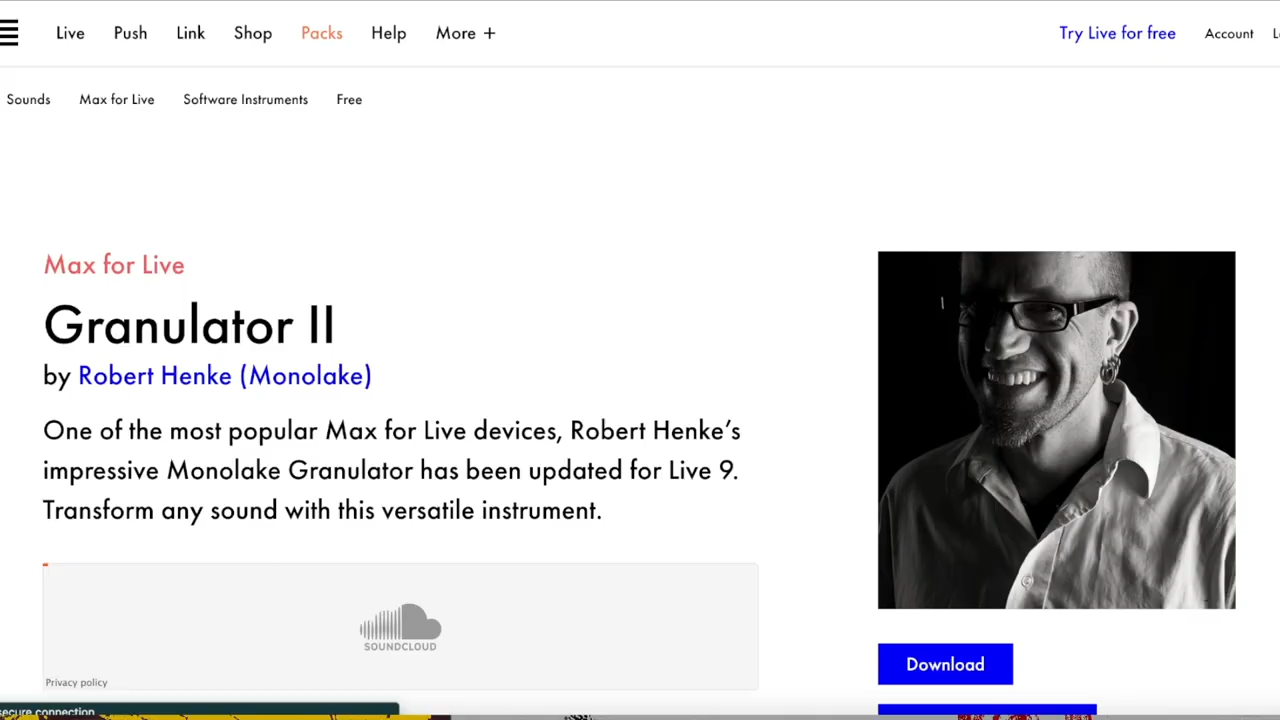 Live Push Link Shop Packs Help More + Try Live for free Account
Sounds Max for Live Software Instruments Free
Max for Live
Granulator II
by Robert Henke (Monolake)
One of the most popular Max for Live devices, Robert Henke's
impressive Monolake Granulator has been updated for Live 9.
Transform any sound with this versatile instrument.
SOUNDCLOUD
Download
Privacy policy
secure connection